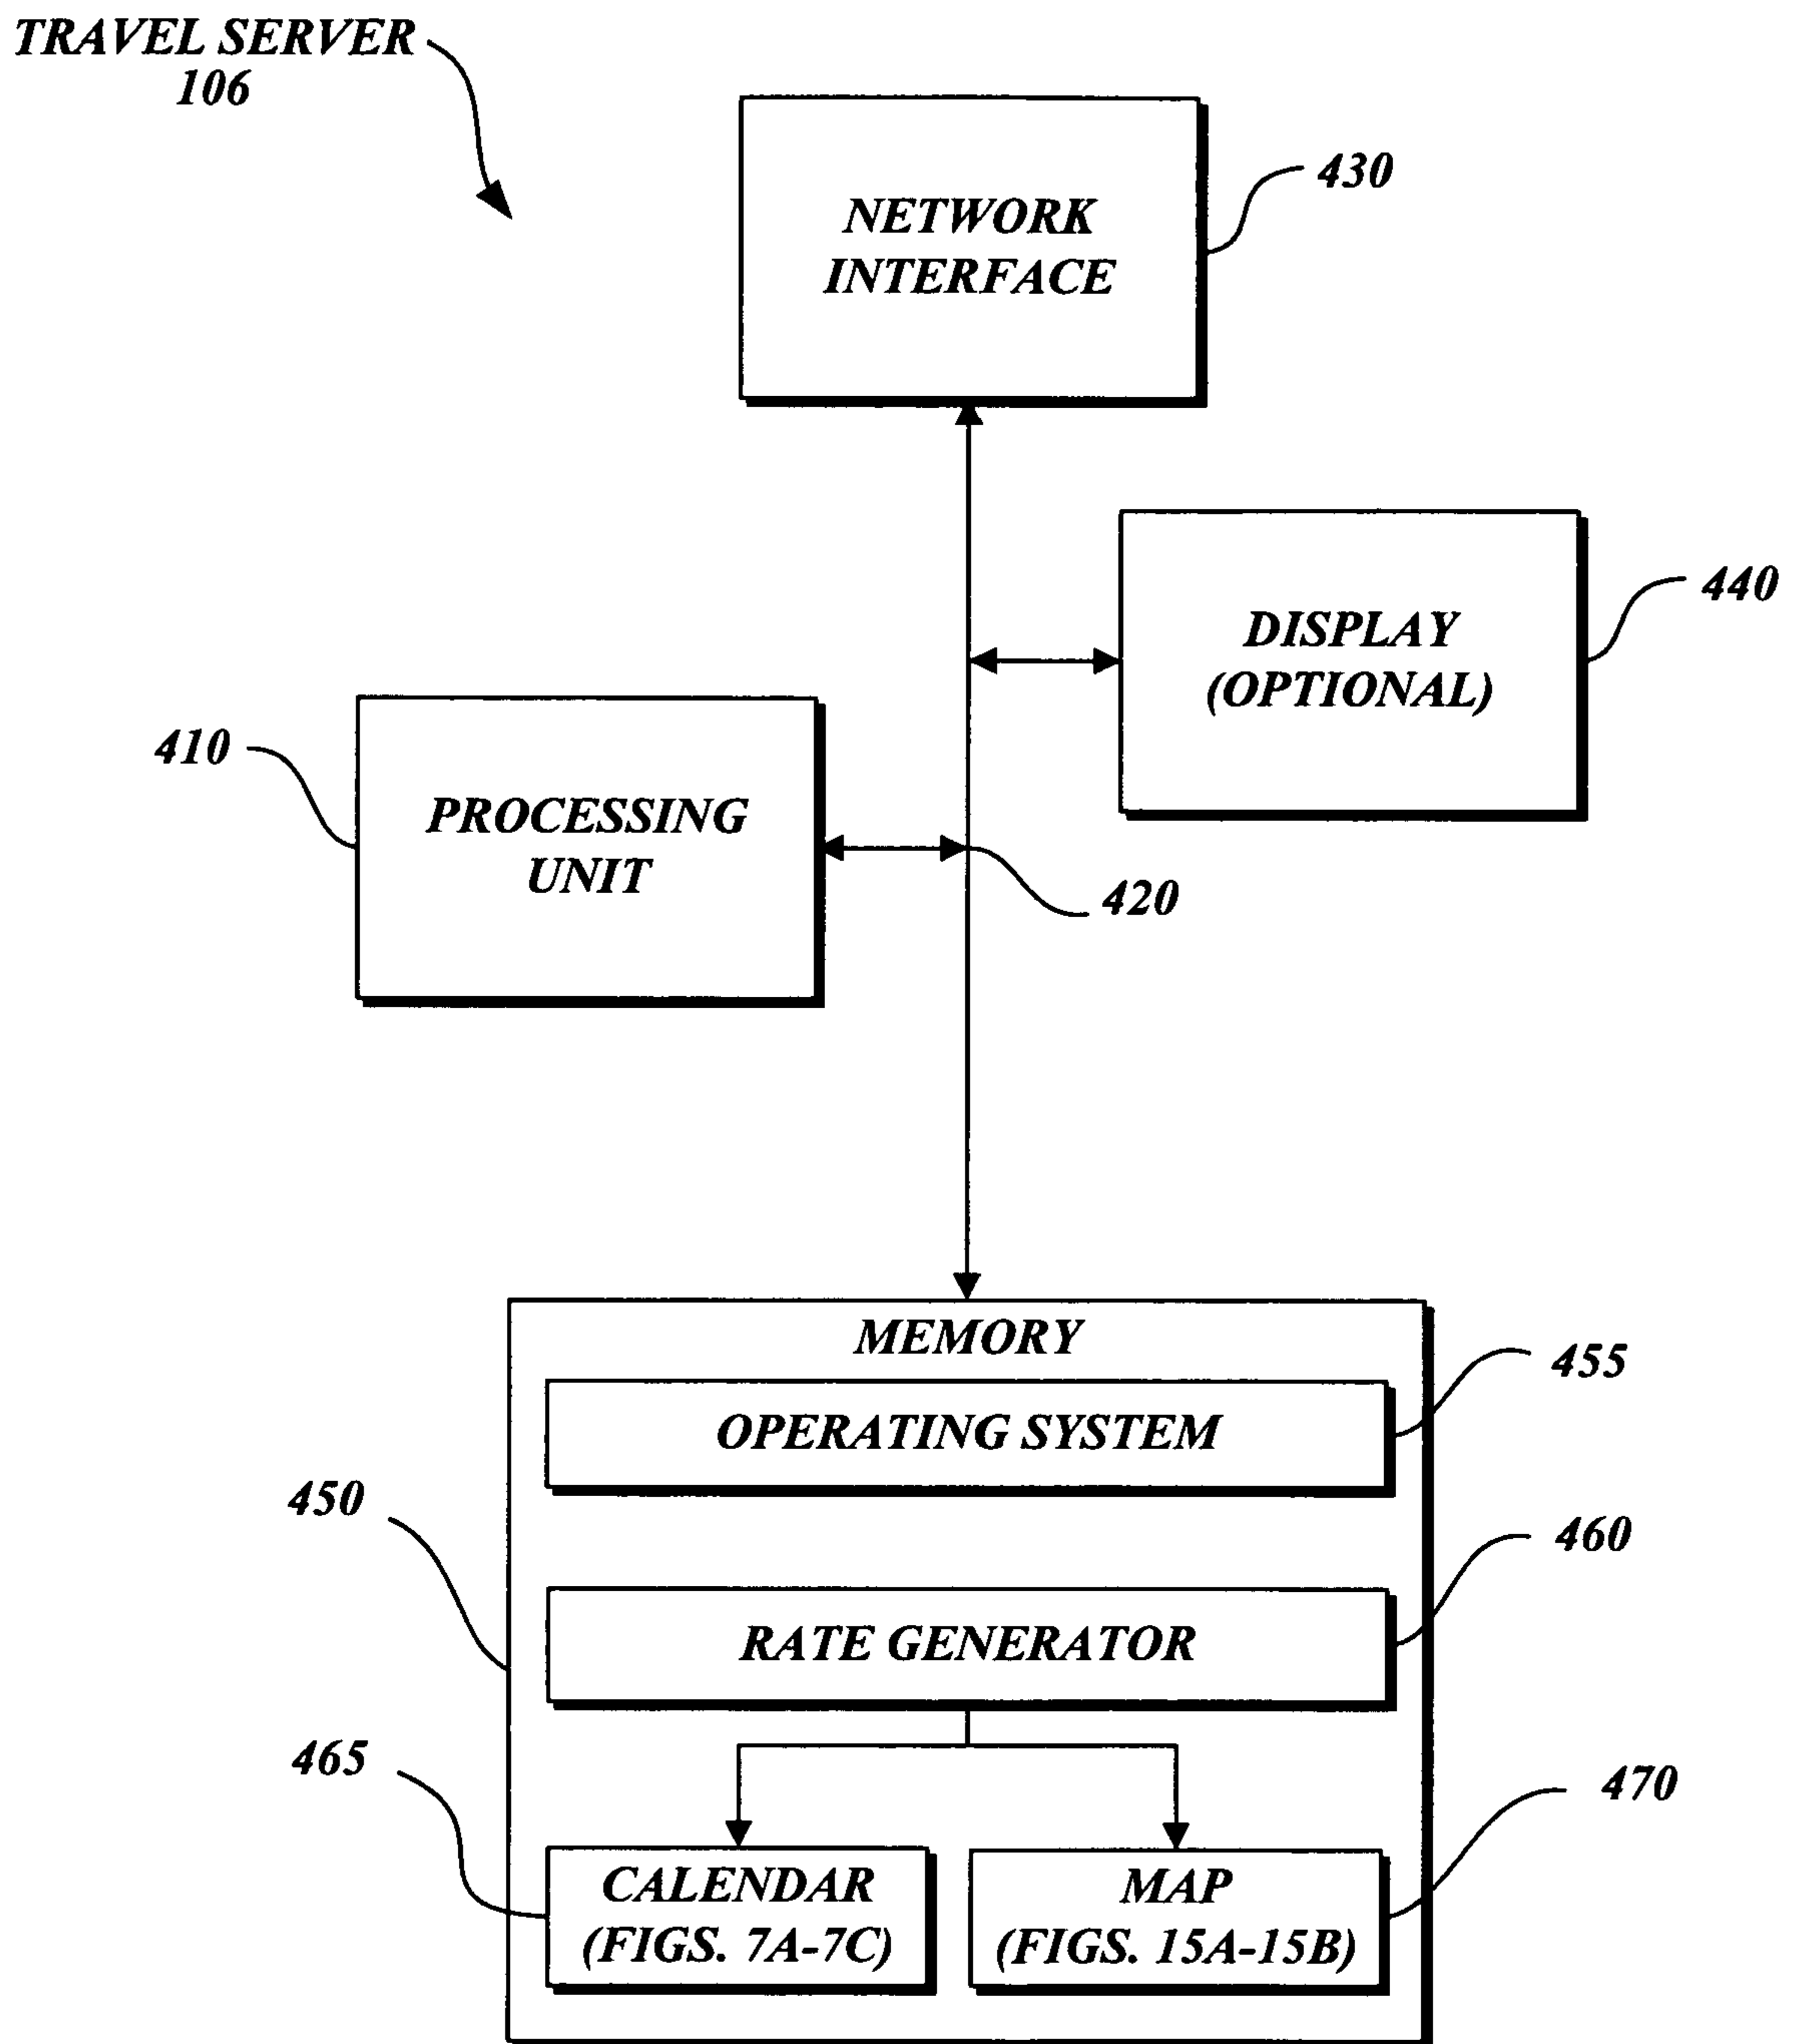 TRAVEL SERVER
106
NETWORK
INTERFACE
430
DISPLAY
(OPTIONAL)
440
410
PROCESSING
UNIT
420
MEMORY
OPERATING SYSTEM
455
450
RATE GENERATOR
460
465
CALENDAR
(FIGS. 7A-7C)
MAP
(FIGS. 15A-15B)
470